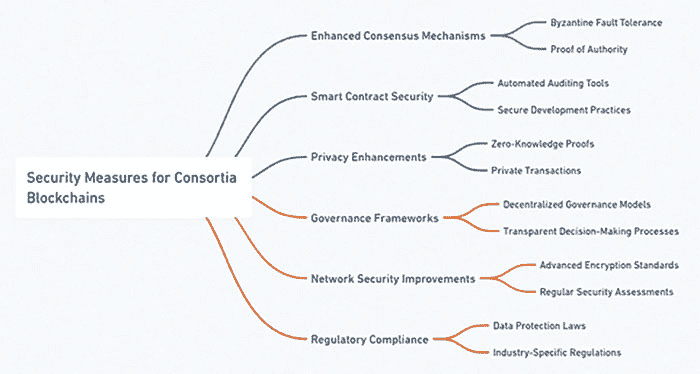 Security Measures for Consortia
Blockchains
Enhanced Consensus Mechanisms
Byzantine Fault Tolerance
Proof of Authority
Smart Contract Security
Automated Auditing Tools
Secure Development Practices
Privacy Enhancements
Zero-Knowledge Proofs
Private Transactions
Governance Frameworks
Decentralized Governance Models
Transparent Decision-Making Processes
Network Security Improvements
Advanced Encryption Standards
Regular Security Assessments
Regulatory Compliance
Data Protection Laws
Industry-Specific Regulations